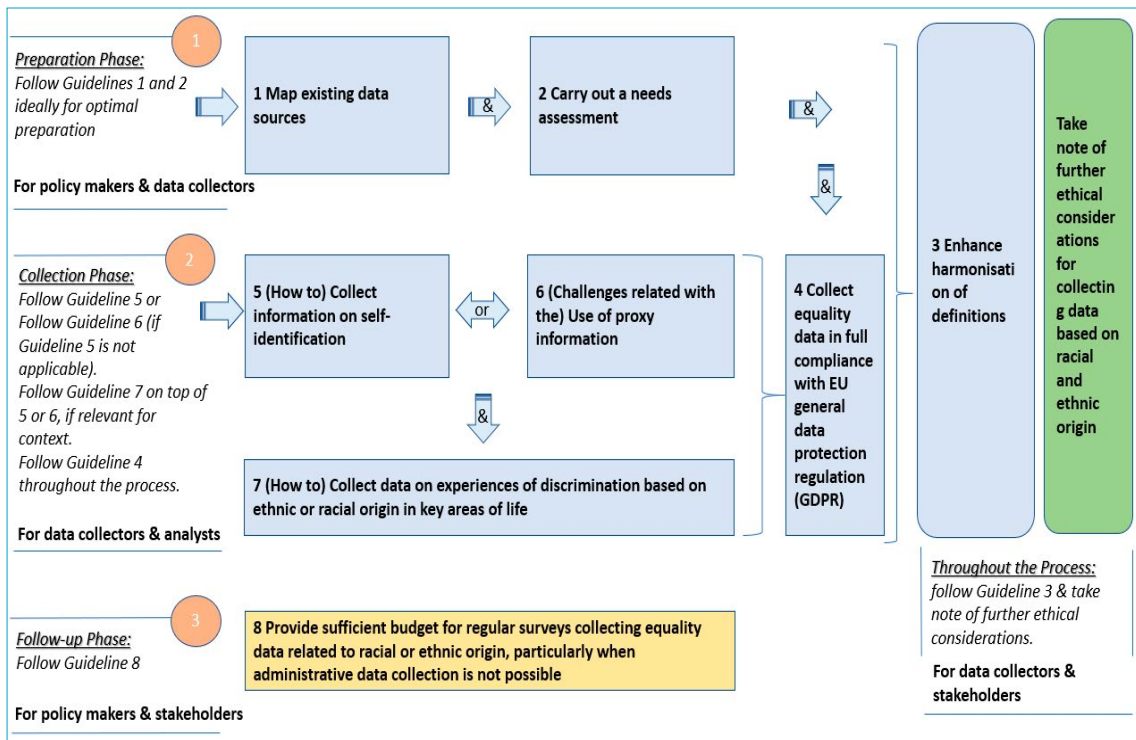 1
Preparation Phase:
Follow Guidelines 1 and 2
ideally for optimal
preparation
For policy makers & data collectors
1 Map existing data
sources
&
2 Carry out a needs
assessment
&
&
2
Collection Phase:
Follow Guideline 5 or
Follow Guideline 6 (if
Guideline 5 is not
applicable).
Follow Guideline 7 on top of
5 or 6, if relevant for
context.
Follow Guideline 4
throughout the process.
For data collectors & analysts
5 (How to) Collect
information on self-
identification
or
6 (Challenges related with
the) Use of proxy
information
&
7 (How to) Collect data on experiences of discrimination based on
ethnic or racial origin in key areas of life
4 Collect
equality
data in full
compliance
with EU
general
data
protection
regulation
(GDPR)
3 Enhance
harmonisati
on of
definitions
Take
note of
further
ethical
consider
ations
for
collectin
g data
based on
racial
and
ethnic
origin
Throughout the Process:
follow Guideline 3 & take
note of further ethical
considerations.
For data collectors &
stakeholders
3
Follow-up Phase:
Follow Guideline 8
For policy makers & stakeholders
8 Provide sufficient budget for regular surveys collecting equality
data related to racial or ethnic origin, particularly when
administrative data collection is not possible